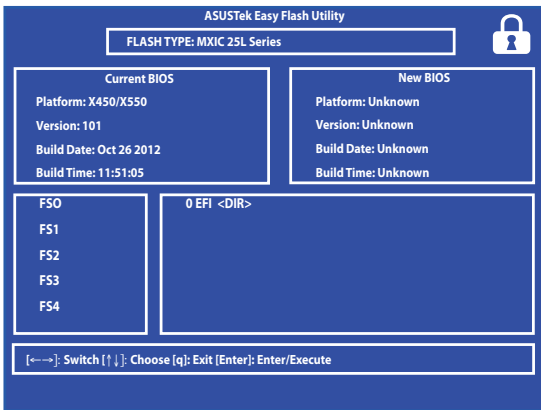 ASUSTek Easy Flash Utility
FLASH TYPE: MXIC 25L Series
Current BIOS
Platform: X450/X550
Version: 101
Build Date: Oct 26 2012
Build Time: 11:51:05
New BIOS
Platform: Unknown
Version: Unknown
Build Date: Unknown
Build Time: Unknown
FSO
FS1
FS2
FS3
FS4
0 EFI <DIR>
[←→]: Switch [↑↓]: Choose [q]: Exit [Enter]: Enter/Execute